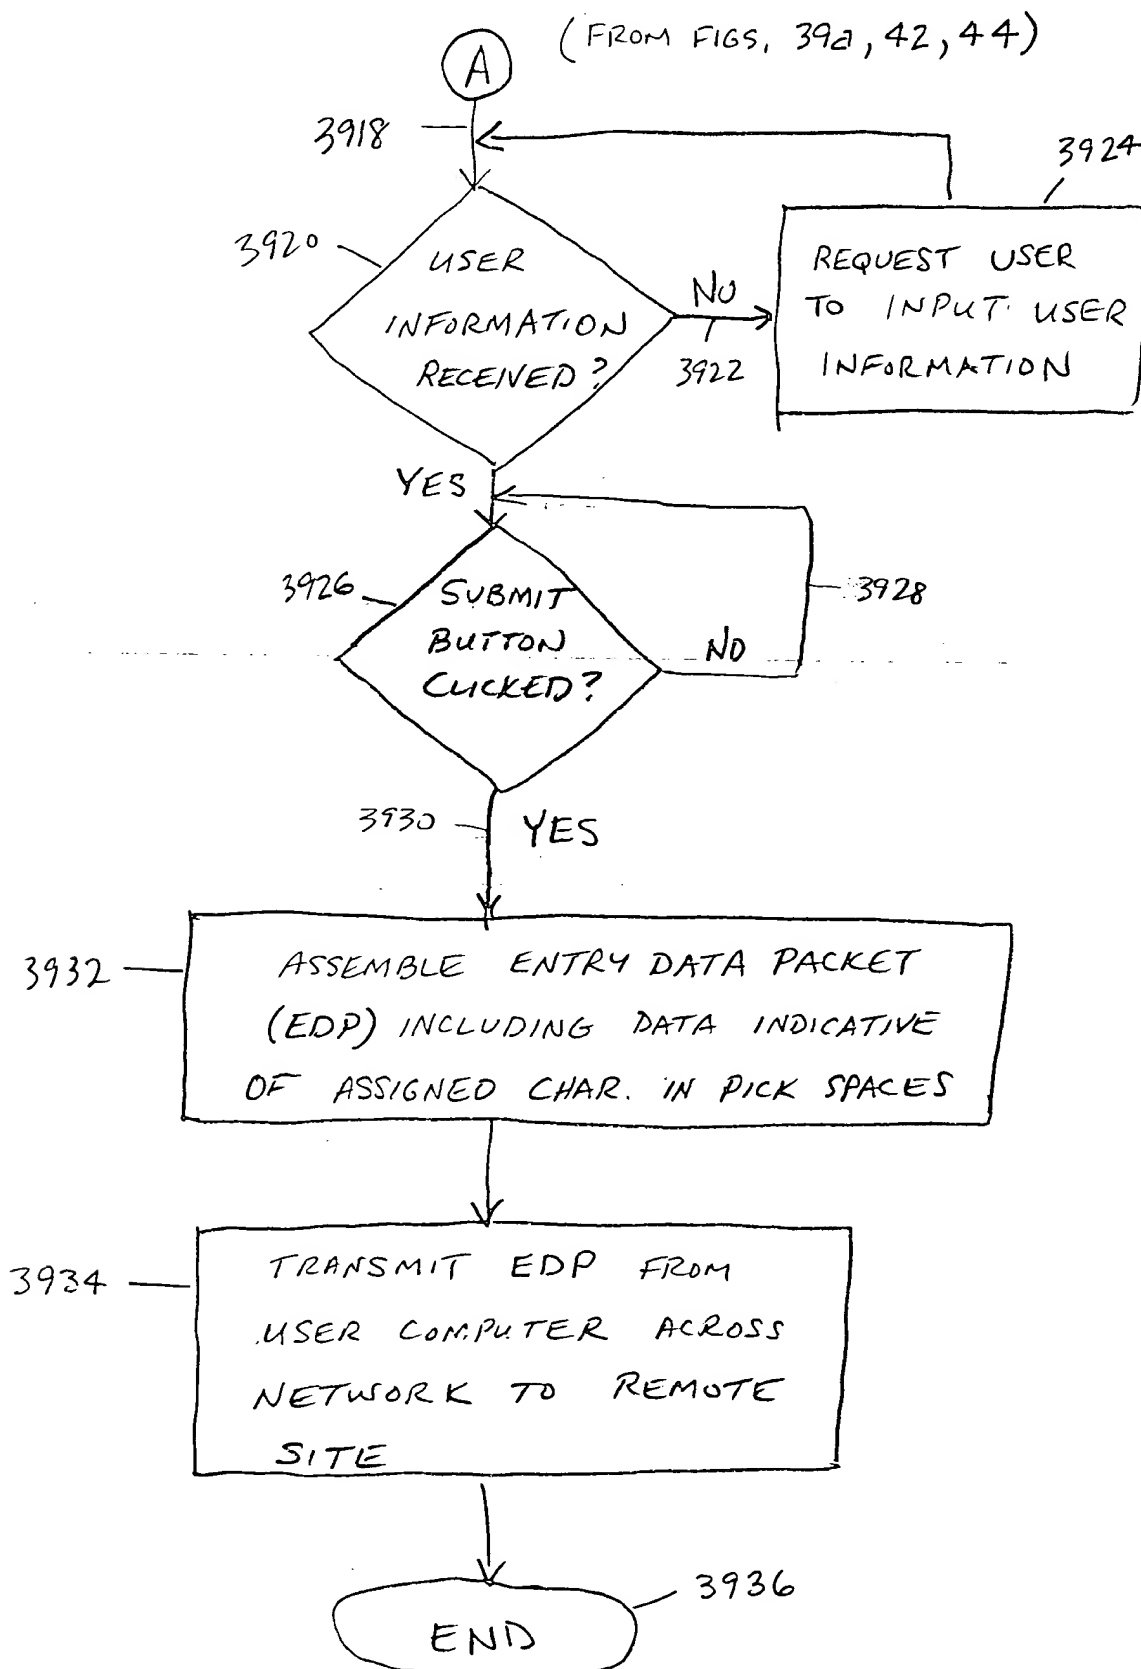 (FROM FIGS. 39a, 42, 44)
A
3918
3924
3920
USER
INFORMATION
RECEIVED?
NO
3922
REQUEST USER
TO INPUT USER
INFORMATION
YES
3926
SUBMIT
BUTTON
CLICKED?
NO
3928
3930
YES
3932
ASSEMBLE ENTRY DATA PACKET
(EDP) INCLUDING DATA INDICATIVE
OF ASSIGNED CHAR. IN PICK SPACES
3934
TRANSMIT EDP FROM
USER COMPUTER ACROSS
NETWORK TO REMOTE
SITE
3936
END